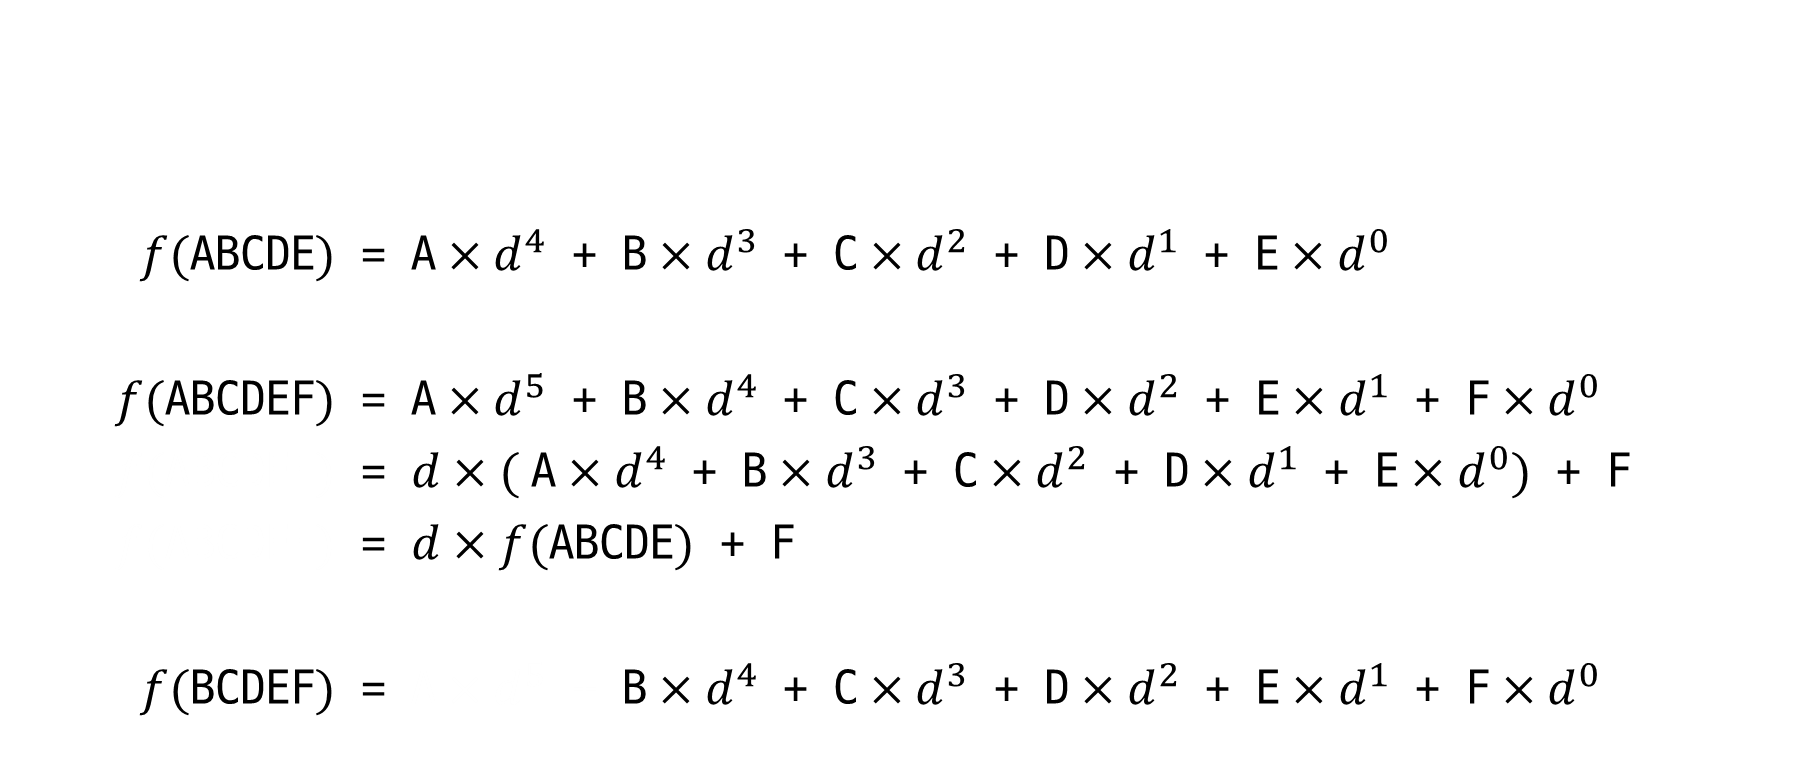 f(ABCDE) = A × d⁴ + B × d³ + C × d² + D × d¹ + E × d⁰
f(ABCDEF) = A × d⁵ + B × d⁴ + C × d³ + D × d² + E × d¹ + F × d⁰
= d × (A × d⁴ + B × d³ + C × d² + D × d¹ + E × d⁰) + F
= d × f(ABCDE) + F
f(BCDEF) = B × d⁴ + C × d³ + D × d² + E × d¹ + F × d⁰